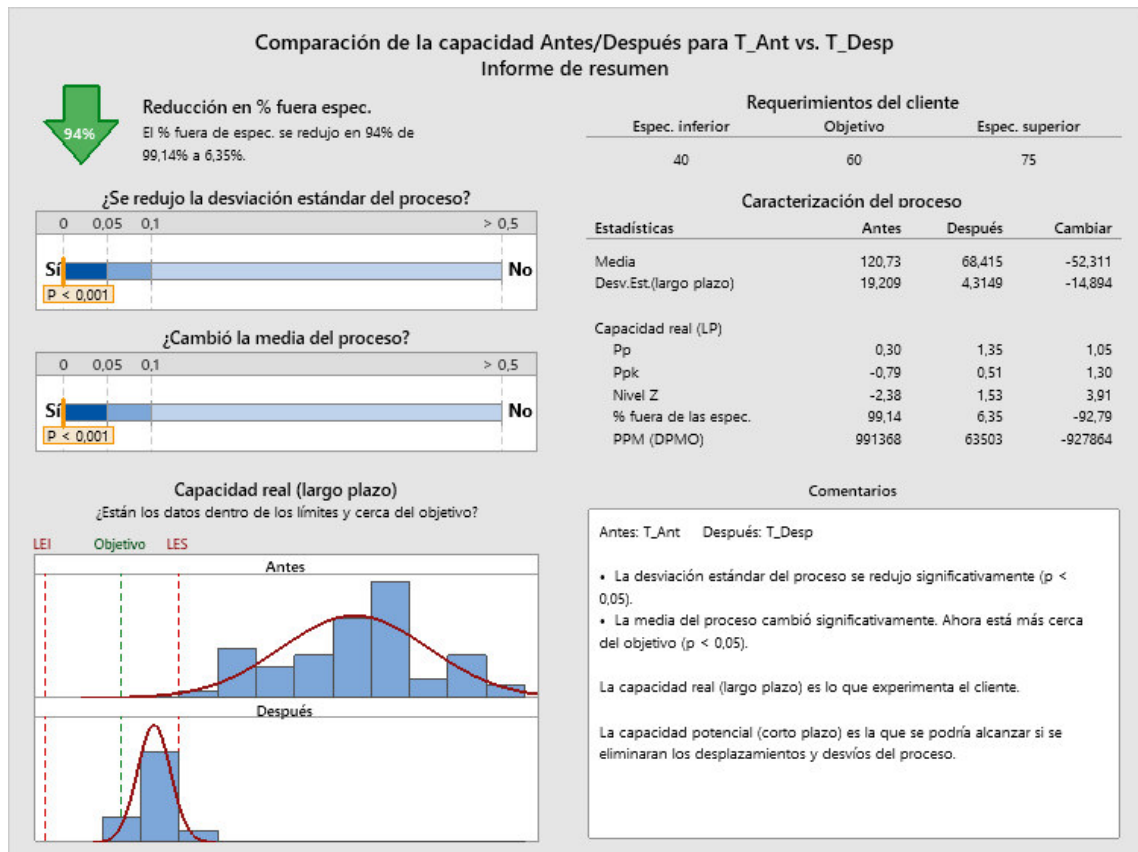 Comparación de la capacidad Antes/Después para T_Ant vs. T_Desp
Informe de resumen
94%
Reducción en % fuera espec.
El % fuera de espec. se redujo en 94% de
99,14% a 6,35%.
¿Se redujo la desviación estándar del proceso?
0 0,05 0,1 > 0,5
Sí No
P < 0,001
¿Cambió la media del proceso?
0 0,05 0,1 > 0,5
Sí No
P < 0,001
Capacidad real (largo plazo)
¿Están los datos dentro de los límites y cerca del objetivo?
LEI Objetivo LES
Antes
Después
Requerimientos del cliente
Espec. inferior Objetivo Espec. superior
40 60 75
Caracterización del proceso
Estadísticas Antes Después Cambiar
Media 120,73 68,415 -52,311
Desv.Est.(largo plazo) 19,209 4,3149 -14,894
Capacidad real (LP)
Pp 0,30 1,35 1,05
Ppk -0,79 0,51 1,30
Nivel Z -2,38 1,53 3,91
% fuera de las espec. 99,14 6,35 -92,79
PPM (DPMO) 991368 63503 -927864
Comentarios
Antes: T_Ant Después: T_Desp
• La desviación estándar del proceso se redujo significativamente (p <
0,05).
• La media del proceso cambió significativamente. Ahora está más cerca
del objetivo (p < 0,05).
La capacidad real (largo plazo) es lo que experimenta el cliente.
La capacidad potencial (corto plazo) es la que se podría alcanzar si se
eliminaran los desplazamientos y desvíos del proceso.